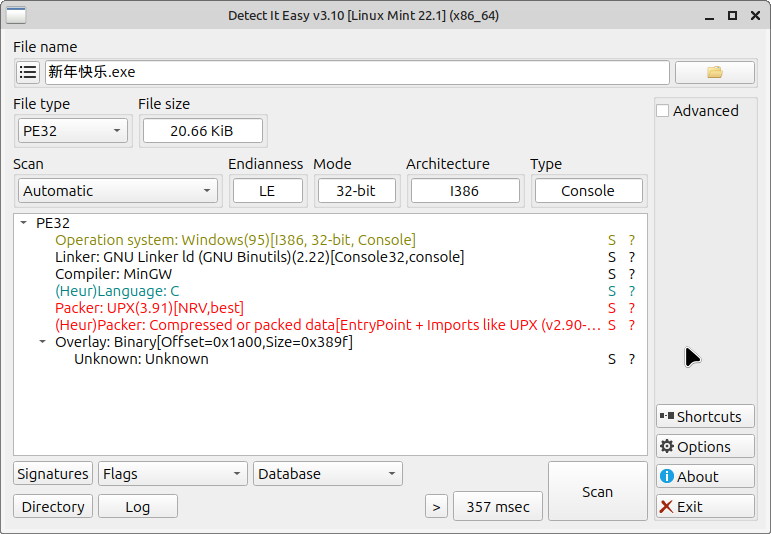 Detect It Easy v3.10 [Linux Mint 22.1] (x86_64)
File name
新年快乐.exe
File type
File size
Advanced
PE32
20.66 KiB
Scan
Endianness
Mode
Architecture
Type
Automatic
LE
32-bit
I386
Console
PE32
Operation system: Windows(95)[I386, 32-bit, Console] S ?
Linker: GNU Linker ld (GNU Binutils)(2.22)[Console32,console] S ?
Compiler: MinGW S ?
(Heur)Language: C S ?
Packer: UPX(3.91)[NRV,best] S ?
(Heur)Packer: Compressed or packed data[EntryPoint + Imports like UPX (v2.90-... S ?
Overlay: Binary[Offset=0x1a00,Size=0x389f]
Unknown: Unknown S ?
Shortcuts
Options
About
Exit
Signatures
Flags
Database
Scan
Directory
Log
>
357 msec